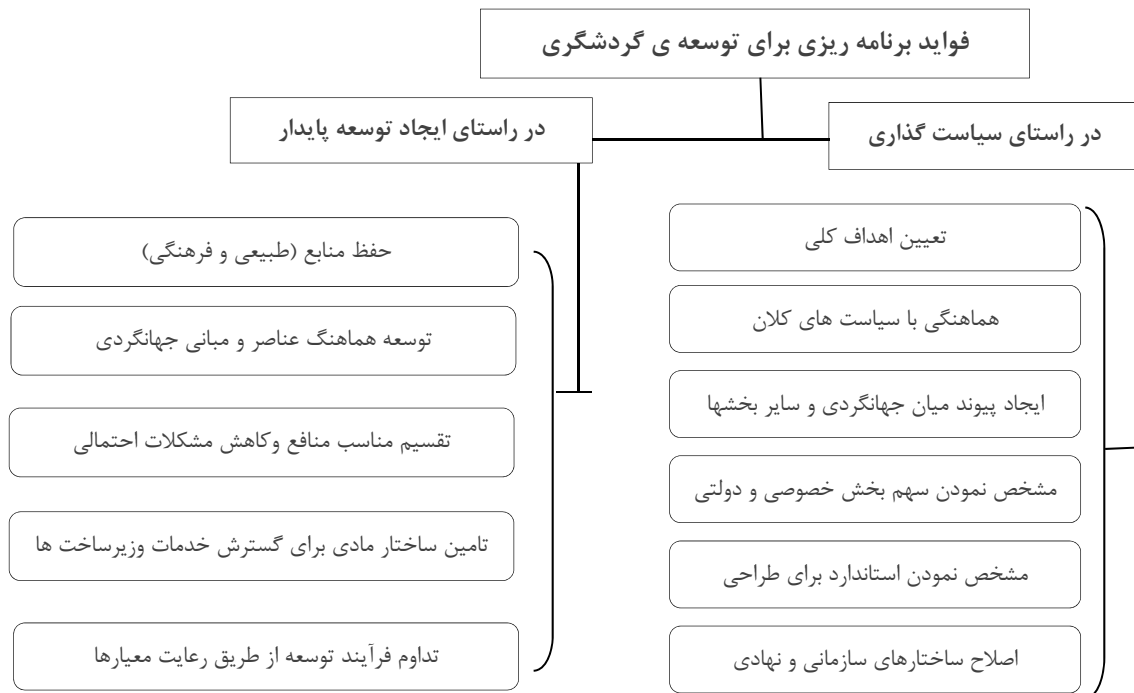 فواید برنامه ریزی برای توسعه ی گردشگری
در راستای سیاست گذاری
در راستای ایجاد توسعه پایدار
تعیین اهداف کلی
هماهنگی با سیاست های کلان
ایجاد پیوند میان جهانگردی و سایر بخشها
مشخص نمودن سهم بخش خصوصی و دولتی
مشخص نمودن استاندارد برای طراحی
اصلاح ساختارهای سازمانی و نهادی
حفظ منابع (طبیعی و فرهنگی)
توسعه هماهنگ عناصر و مبانی جهانگردی
تقسیم مناسب منافع وکاهش مشکلات احتمالی
تامین ساختار مادی برای گسترش خدمات وزیرساخت ها
تداوم فرآیند توسعه از طریق رعایت معیارها